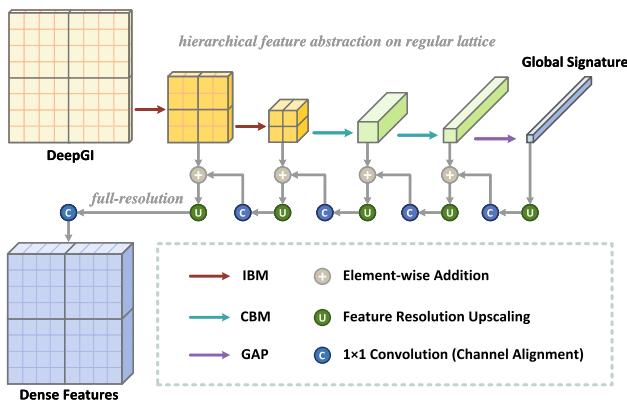 hierarchical feature abstraction on regular lattice
Global Signature
DeepGI
+
+
+
+
full-resolution
C
U
C
U
C
U
C
U
C
U
IBM
+ Element-wise Addition
CBM
U Feature Resolution Upscaling
GAP
C 1×1 Convolution (Channel Alignment)
Dense Features